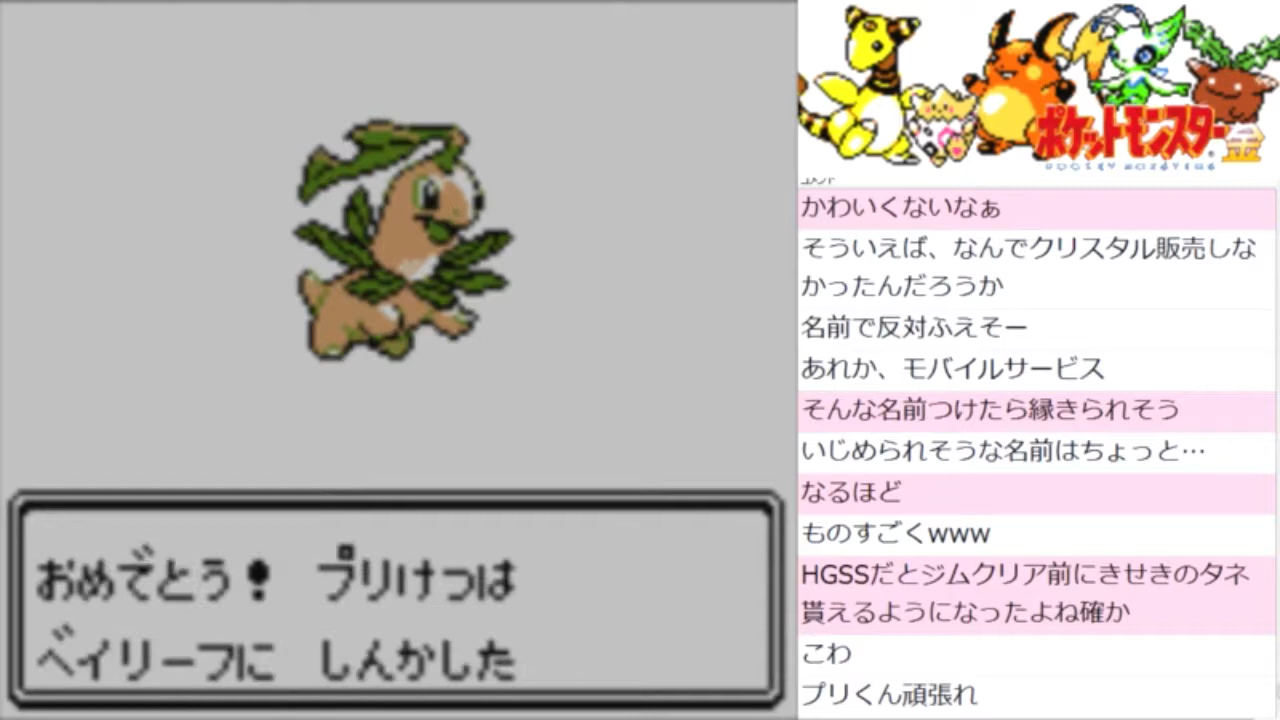 おめでとう! プリけつは
ベイリーフに しんかした
ポケットモンスター金
かわいくないなぁ
そういえば、なんでクリスタル販売しな
かったんだろうか
名前で反対ふえそー
あれか、モバイルサービス
そんな名前つけたら縁きられそう
いじめられそうな名前はちょっと…
なるほど
ものすごくwww
HGSSだとジムクリア前にきせきのタネ
貰えるようになったよね確か
こわ
プリくん頑張れ